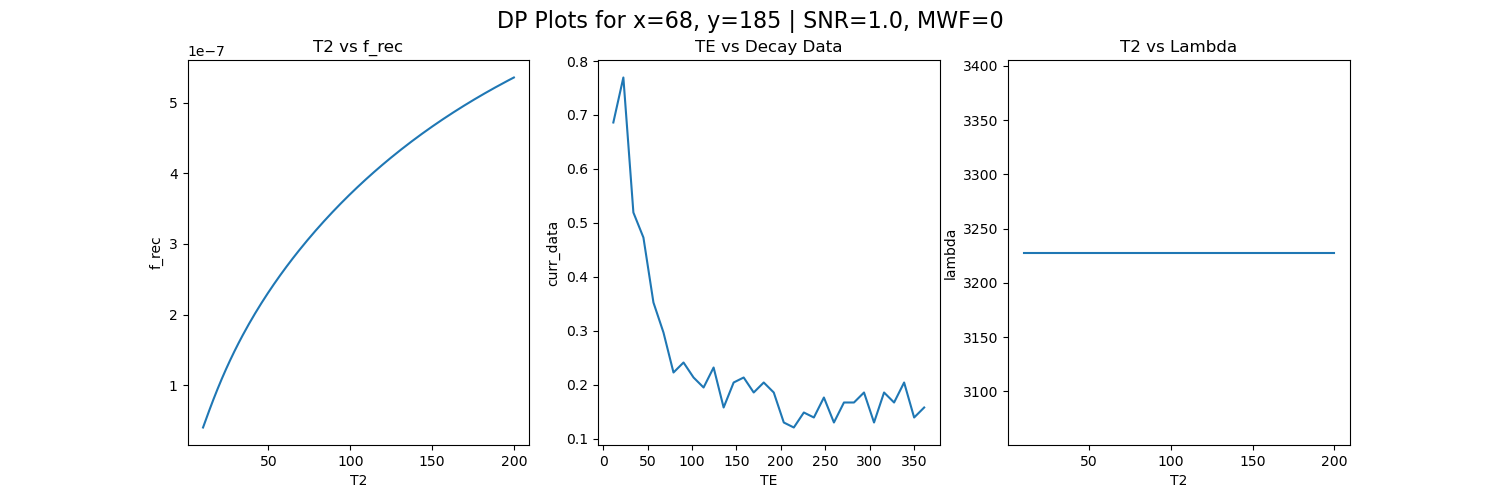 DP Plots for x=68, y=185 | SNR=1.0, MWF=0
T2 vs f_rec
1e−7
5
4
3
2
1
f_rec
50 100 150 200
T2
TE vs Decay Data
0.8
0.7
0.6
0.5
0.4
0.3
0.2
0.1
curr_data
0 50 100 150 200 250 300 350
TE
T2 vs Lambda
3400
3350
3300
3250
3200
3150
3100
lambda
50 100 150 200
T2